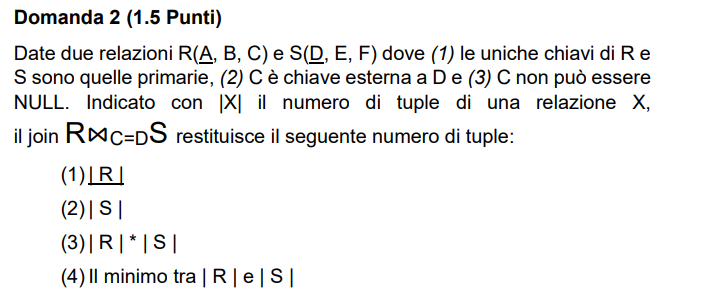 Domanda 2 (1.5 Punti)
Date due relazioni R(A, B, C) e S(D, E, F) dove (1) le uniche chiavi di R e
S sono quelle primarie, (2) C è chiave esterna a D e (3) C non può essere
NULL. Indicato con |X| il numero di tuple di una relazione X,
il join R⋈C=DS restituisce il seguente numero di tuple:
(1)| R |
(2)| S |
(3)| R | * | S |
(4)Il minimo tra | R | e | S |